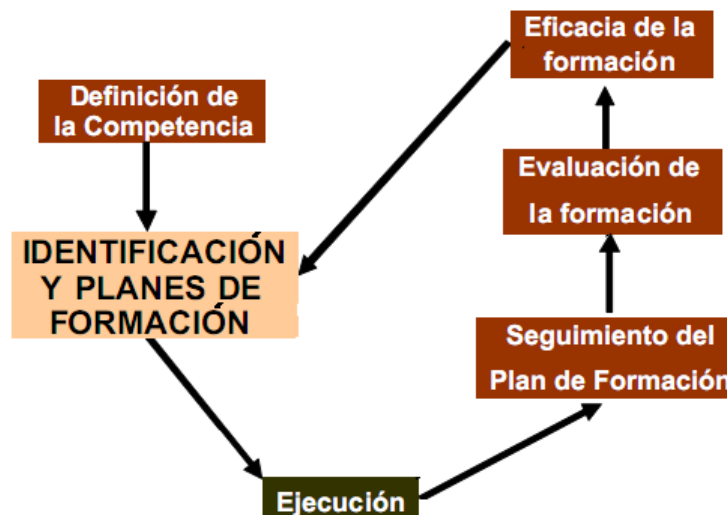 Eficacia de la
formación
Definición de
la Competencia
Evaluación de
la formación
IDENTIFICACIÓN
Y PLANES DE
FORMACIÓN
Seguimiento del
Plan de Formación
Ejecución